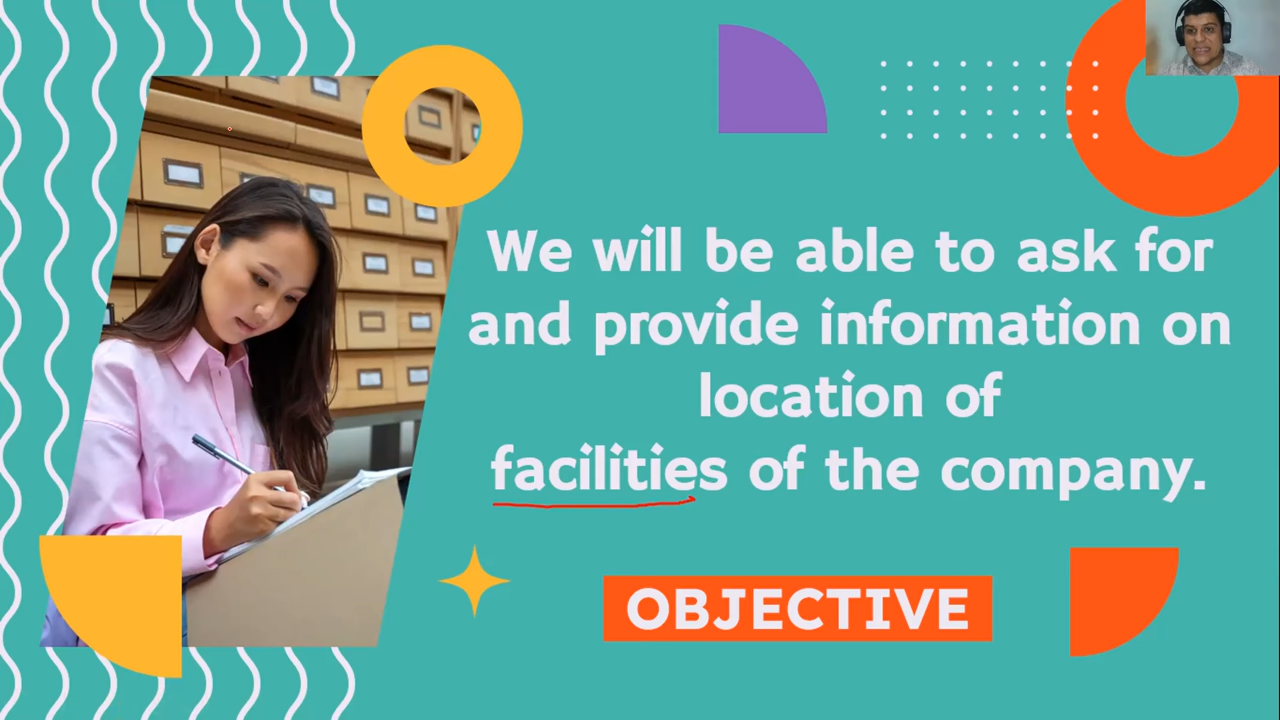 We will be able to ask for
and provide information on
location of
facilities of the company.
OBJECTIVE